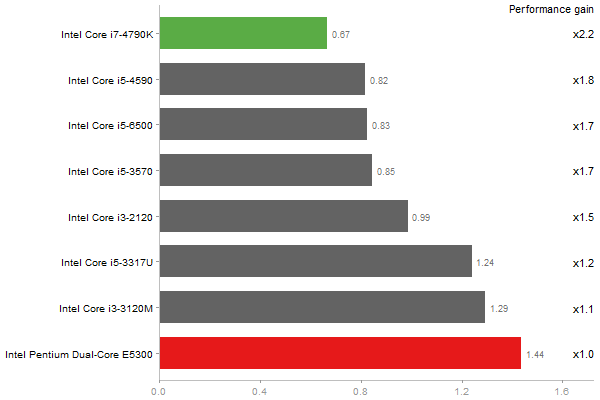 Performance gain
Intel Core i7-4790K 0.67 x2.2
Intel Core i5-4590 0.82 x1.8
Intel Core i5-6500 0.83 x1.7
Intel Core i5-3570 0.85 x1.7
Intel Core i3-2120 0.99 x1.5
Intel Core i5-3317U 1.24 x1.2
Intel Core i3-3120M 1.29 x1.1
Intel Pentium Dual-Core E5300 1.44 x1.0
0.0 0.4 0.8 1.2 1.6